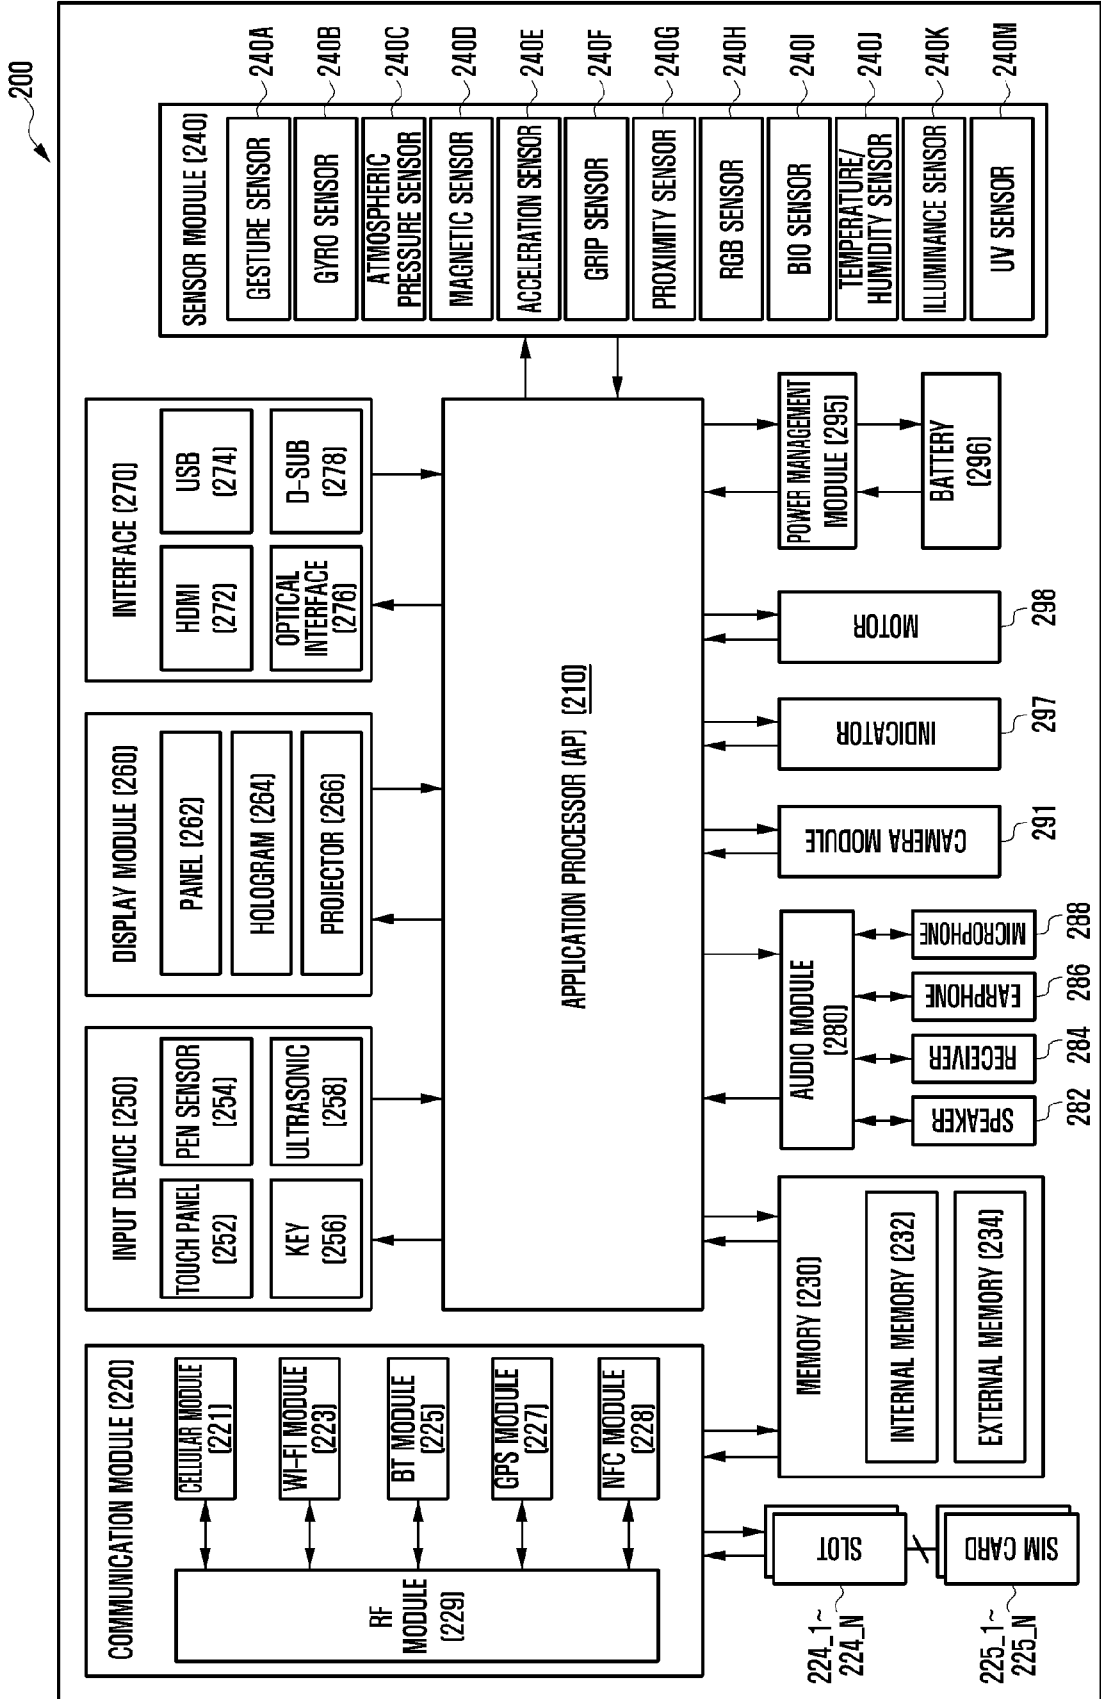 200
COMMUNICATION MODULE (220)
RF
MODULE
(229)
CELLULAR MODULE
(221)
WI-FI MODULE
(223)
BT MODULE
(225)
GPS MODULE
(227)
NFC MODULE
(228)
INPUT DEVICE (250)
TOUCH PANEL
(252)
PEN SENSOR
(254)
KEY
(256)
ULTRASONIC
(258)
DISPLAY MODULE (260)
PANEL (262)
HOLOGRAM (264)
PROJECTOR (266)
INTERFACE (270)
HDMI
(272)
USB
(274)
OPTICAL
INTERFACE
(276)
D-SUB
(278)
SENSOR MODULE (240)
GESTURE SENSOR
240A
GYRO SENSOR
240B
ATMOSPHERIC
PRESSURE SENSOR
240C
MAGNETIC SENSOR
240D
ACCELERATION SENSOR
240E
GRIP SENSOR
240F
PROXIMITY SENSOR
240G
RGB SENSOR
240H
BIO SENSOR
240I
TEMPERATURE/
HUMIDITY SENSOR
240J
ILLUMINANCE SENSOR
240K
UV SENSOR
240M
APPLICATION PROCESSOR (AP) (210)
SLOT
224_1~
224_N
SIM CARD
225_1~
225_N
MEMORY (230)
INTERNAL MEMORY (232)
EXTERNAL MEMORY (234)
AUDIO MODULE
(280)
SPEAKER
282
RECEIVER
284
EARPHONE
286
MICROPHONE
288
CAMERA MODULE
291
INDICATOR
297
MOTOR
298
POWER MANAGEMENT
MODULE (295)
BATTERY
(296)